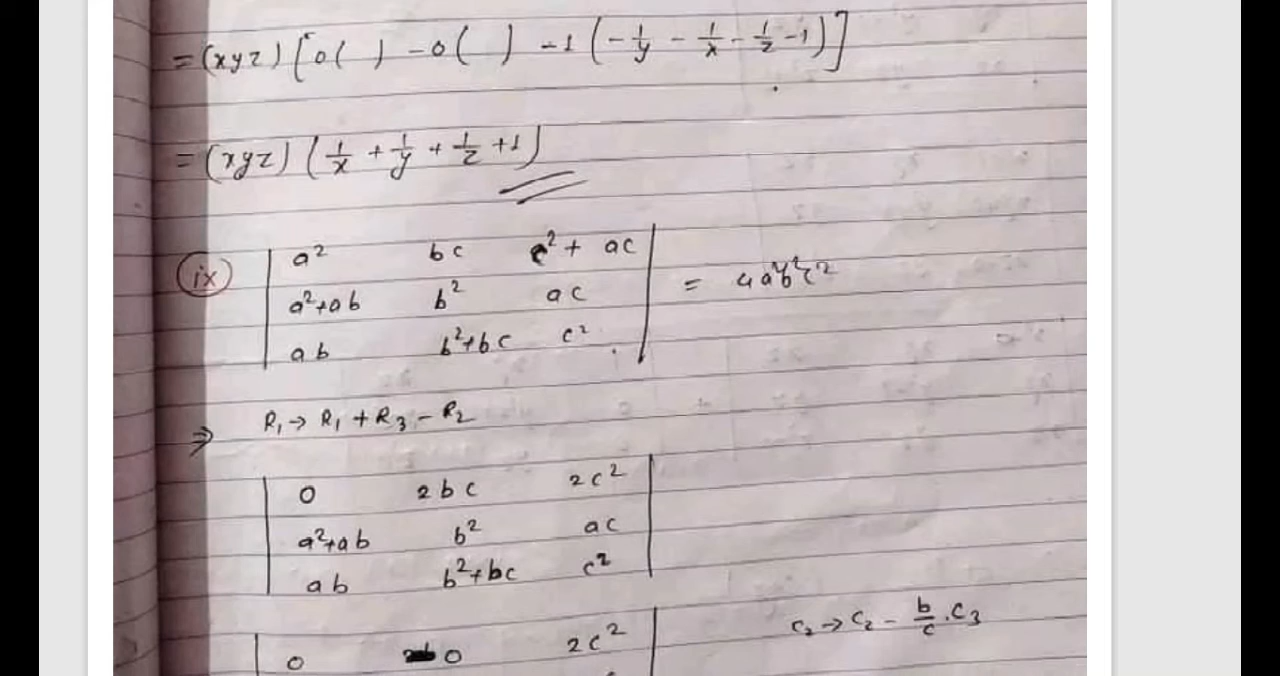 = (xyz) [0( ) - 0( ) - 1(-1/y - 1/x - 1/z - 1)]
= (xyz) (1/x + 1/y + 1/z + 1)
(ix) | a² bc c² + ac |
| a²+ab b² ac | = 4a²b²c²
| ab b²+bc c² |
⇒ R₁ → R₁ + R₃ - R₂
| 0 2bc 2c² |
| a²+ab b² ac |
| ab b²+bc c² |
C₂ → C₂ - b/c . C₃
| 0 0 2c² |